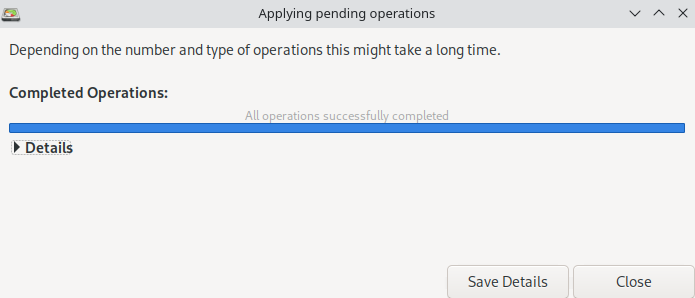 Applying pending operations
Depending on the number and type of operations this might take a long time.
Completed Operations:
All operations successfully completed
Details
Save Details
Close